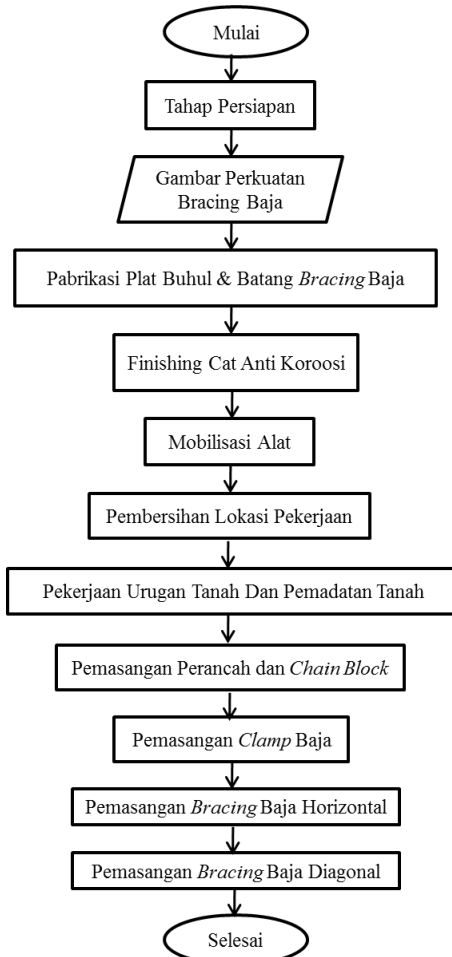 Mulai
Tahap Persiapan
Gambar Perkuatan
Bracing Baja
Pabrikasi Plat Buhul & Batang Bracing Baja
Finishing Cat Anti Koroosi
Mobilisasi Alat
Pembersihan Lokasi Pekerjaan
Pekerjaan Urugan Tanah Dan Pemadatan Tanah
Pemasangan Perancah dan Chain Block
Pemasangan Clamp Baja
Pemasangan Bracing Baja Horizontal
Pemasangan Bracing Baja Diagonal
Selesai